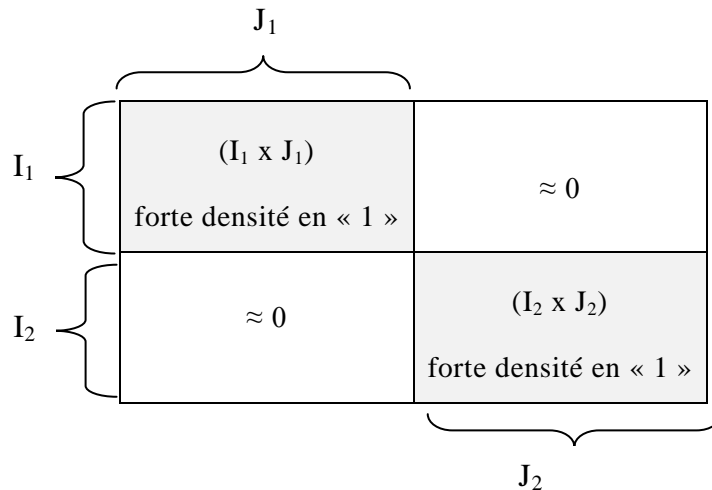 J₁
I₁
(I₁ x J₁)
forte densité en « 1 »
≈ 0
I₂
≈ 0
(I₂ x J₂)
forte densité en « 1 »
J₂